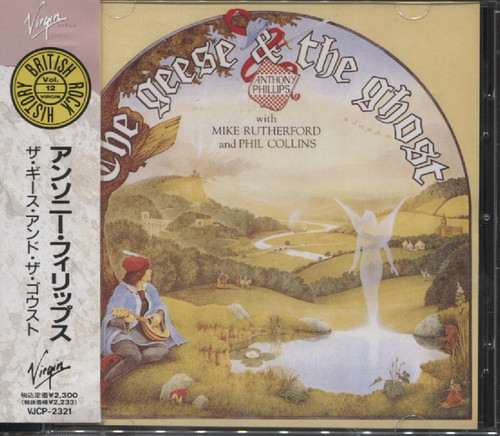 Virgin
BRITISH ROCK
Vol.
12
VIRGIN
HISTORY
アンソニー・フィリップス
ザ・ギース・アンド・ザ・ゴウスト
Virgin
税込定価¥2,300
(税抜価格¥2,233)
VJCP-2321
The geese & the ghost
ANTHONY
PHILLIPS
with
MIKE RUTHERFORD
and PHIL COLLINS